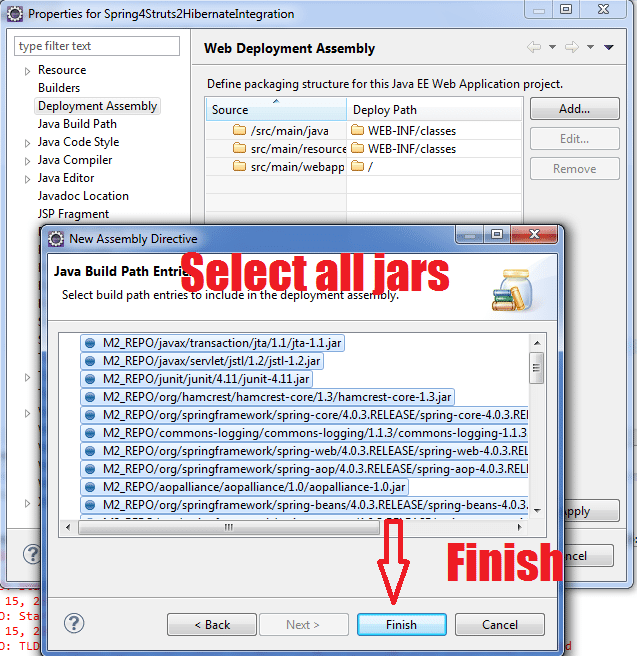 Properties for Spring4Struts2HibernateIntegration
type filter text
Web Deployment Assembly
Resource
Builders
Deployment Assembly
Java Build Path
Java Code Style
Java Compiler
Java Editor
Javadoc Location
JSP Fragment
Define packaging structure for this Java EE Web Application project.
Source
Deploy Path
/src/main/java
WEB-INF/classes
src/main/resource
WEB-INF/classes
src/main/webapp
/
Add...
Edit...
Remove
New Assembly Directive
Java Build Path Entrie
Select all jars
Select build path entries to include in the deployment assembly.
M2_REPO/javax/transaction/jta/1.1/jta-1.1.jar
M2_REPO/javax/servlet/jstl/1.2/jstl-1.2.jar
M2_REPO/junit/junit/4.11/junit-4.11.jar
M2_REPO/org/hamcrest/hamcrest-core/1.3/hamcrest-core-1.3.jar
M2_REPO/org/springframework/spring-core/4.0.3.RELEASE/spring-core-4.0.3.REL
M2_REPO/commons-logging/commons-logging/1.1.3/commons-logging-1.1.3
M2_REPO/org/springframework/spring-web/4.0.3.RELEASE/spring-web-4.0.3.REL
M2_REPO/org/springframework/spring-aop/4.0.3.RELEASE/spring-aop-4.0.3.REL
M2_REPO/aopalliance/aopalliance/1.0/aopalliance-1.0.jar
M2_REPO/org/springframework/spring-beans/4.0.3.RELEASE/spring-beans-4.0.3.
Finish
< Back
Next >
Finish
Cancel
pply
ncel
15, 2
O: Sta
15, 2
O: TLD